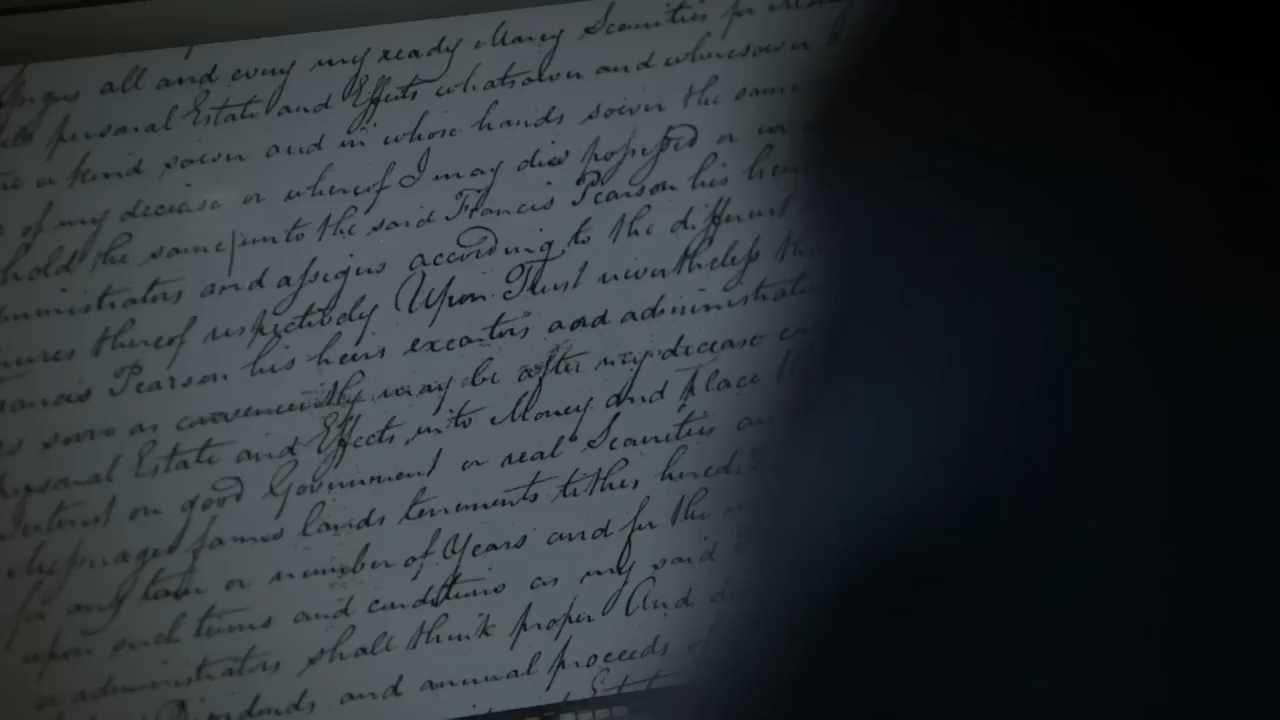 all and every my ready Money Securities for Money
personal Estate and Effects whatsoever and wheresoever
kind soever and in whose hands soever the same
of my decease or whereof I may die possessed or
hold the same unto the said Francis Pearson his heirs
administrators and assigns according to the different
thereof respectively Upon Trust nevertheless
Francis Pearson his heirs executors and administrators
soon as conveniently may be after my decease
personal Estate and Effects into Money and place
Interest on good Government or real Securities
Messuages farms lands tenements tithes
for any term or number of Years and for the
upon such terms and conditions as my said
administrators shall think proper And
Dividends and annual proceeds of
Estate